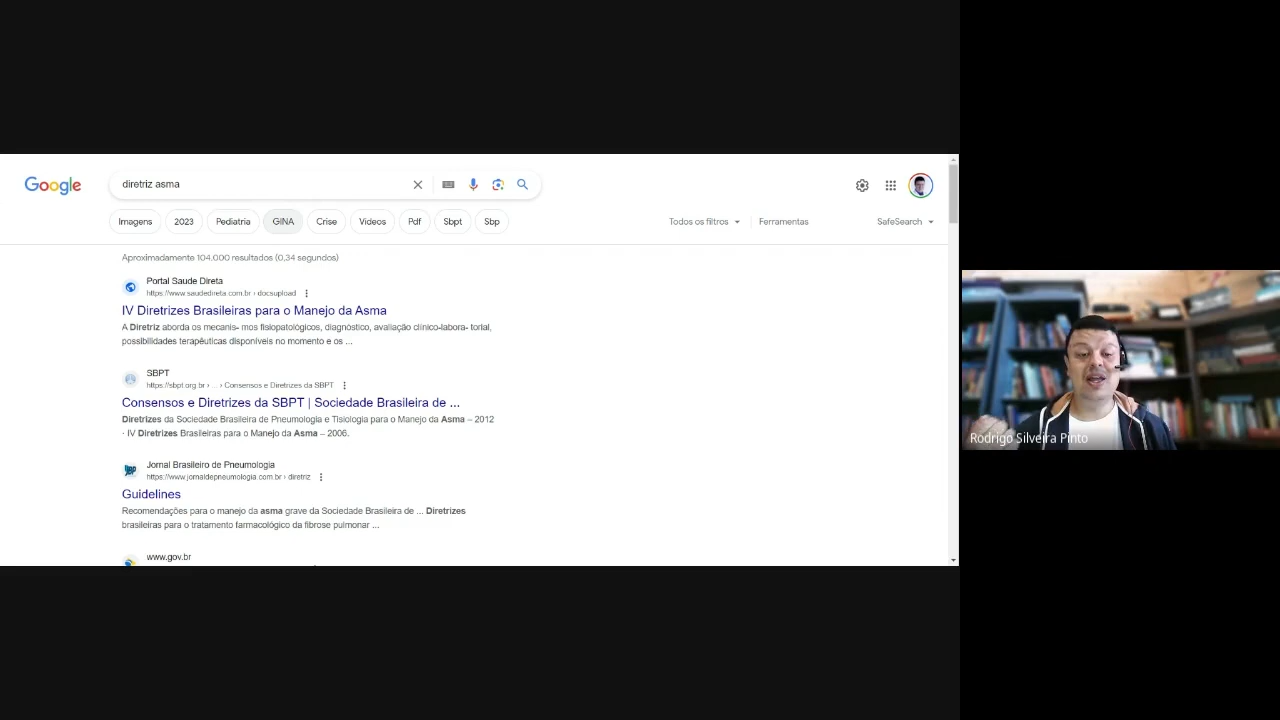 Google
diretriz asma
Imagens
2023
Pediatria
GINA
Crise
Vídeos
Pdf
Sbpt
Sbp
Todos os filtros
Ferramentas
SafeSearch
Aproximadamente 104.000 resultados (0,34 segundos)
Portal Saude Direta
https://www.saudedireta.com.br › docsupload
IV Diretrizes Brasileiras para o Manejo da Asma
A Diretriz aborda os mecanis- mos fisiopatológicos, diagnóstico, avaliação clínico-labora- torial,
possibilidades terapêuticas disponíveis no momento e os ...
SBPT
https://sbpt.org.br › ... › Consensos e Diretrizes da SBPT
Consensos e Diretrizes da SBPT | Sociedade Brasileira de ...
Diretrizes da Sociedade Brasileira de Pneumologia e Tisiologia para o Manejo da Asma – 2012
· IV Diretrizes Brasileiras para o Manejo da Asma – 2006.
Jornal Brasileiro de Pneumologia
https://www.jornaldepneumologia.com.br › diretriz
Guidelines
Recomendações para o manejo da asma grave da Sociedade Brasileira de ... Diretrizes
brasileiras para o tratamento farmacológico da fibrose pulmonar ...
www.gov.br
Rodrigo Silveira Pinto